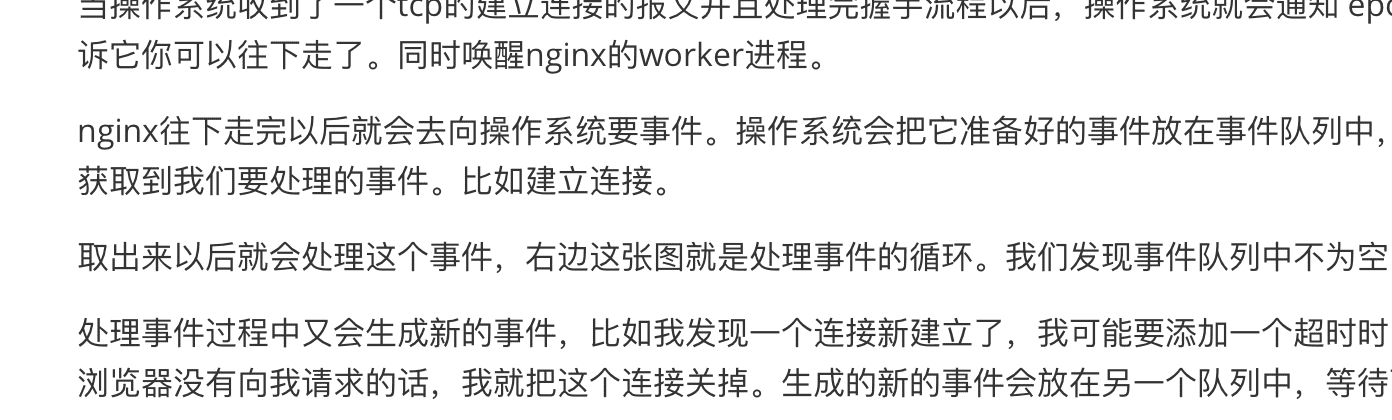 当操作系统收到了一个tcp的建立连接的报文并且处理完握手流程以后，操作系统就会通知 epo
诉它你可以往下走了。同时唤醒nginx的worker进程。
nginx往下走完以后就会去向操作系统要事件。操作系统会把它准备好的事件放在事件队列中，
获取到我们要处理的事件。比如建立连接。
取出来以后就会处理这个事件，右边这张图就是处理事件的循环。我们发现事件队列中不为空
处理事件过程中又会生成新的事件，比如我发现一个连接新建立了，我可能要添加一个超时时
浏览器没有向我请求的话，我就把这个连接关掉。生成的新的事件会放在另一个队列中，等待